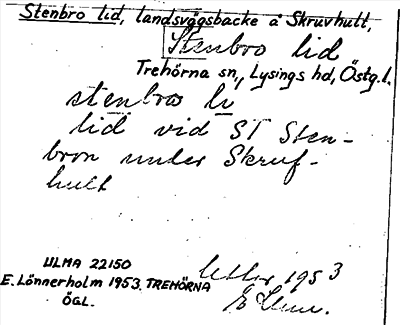 Stenbro lid, landsvägsbacke å Skruvhult,
Stenbro lid
Trehörna sn, Lysings hd, Östg.l.
stenbros li
lid vid St Sten-
bron under Skruf-
hult
ULMA 22150
E. Lönnerholm 1953. TREHÖRNA
ÖGL.
1953